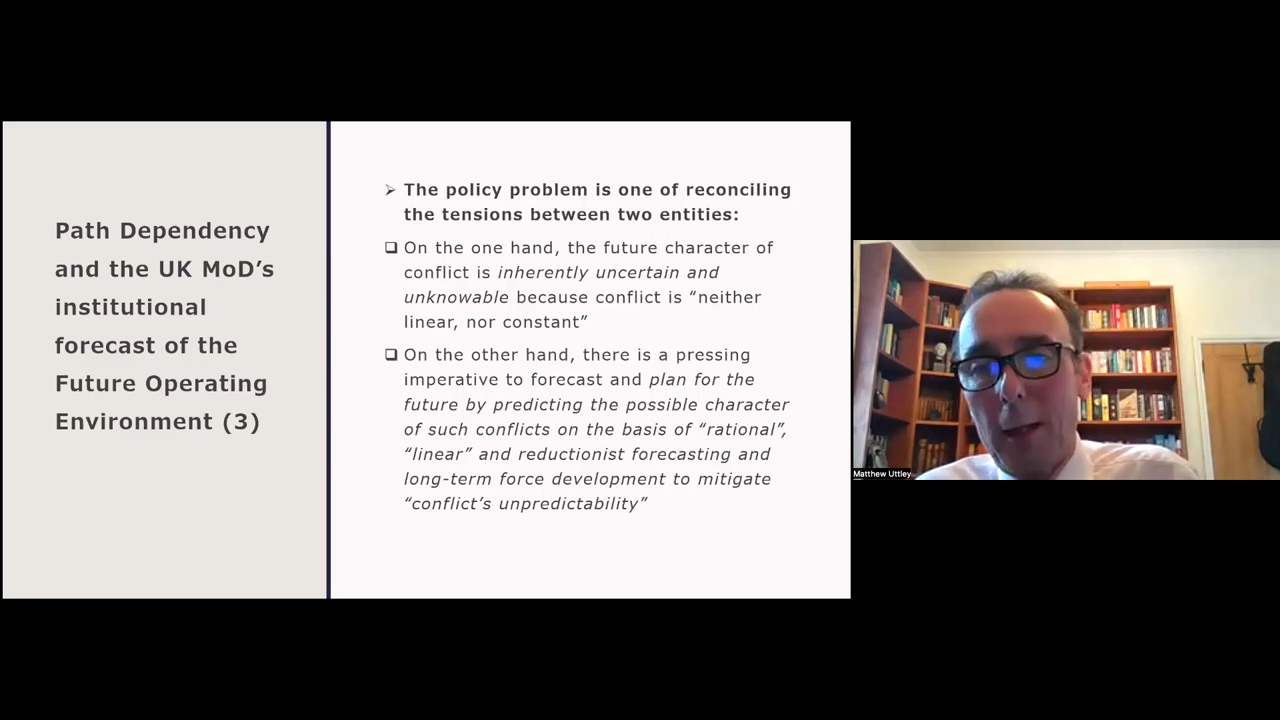 Path Dependency
and the UK MoD’s
institutional
forecast of the
Future Operating
Environment (3)
➢ The policy problem is one of reconciling
the tensions between two entities:
❑ On the one hand, the future character of
conflict is inherently uncertain and
unknowable because conflict is “neither
linear, nor constant”
❑ On the other hand, there is a pressing
imperative to forecast and plan for the
future by predicting the possible character
of such conflicts on the basis of “rational”,
“linear” and reductionist forecasting and
long-term force development to mitigate
“conflict’s unpredictability”
Matthew Uttley